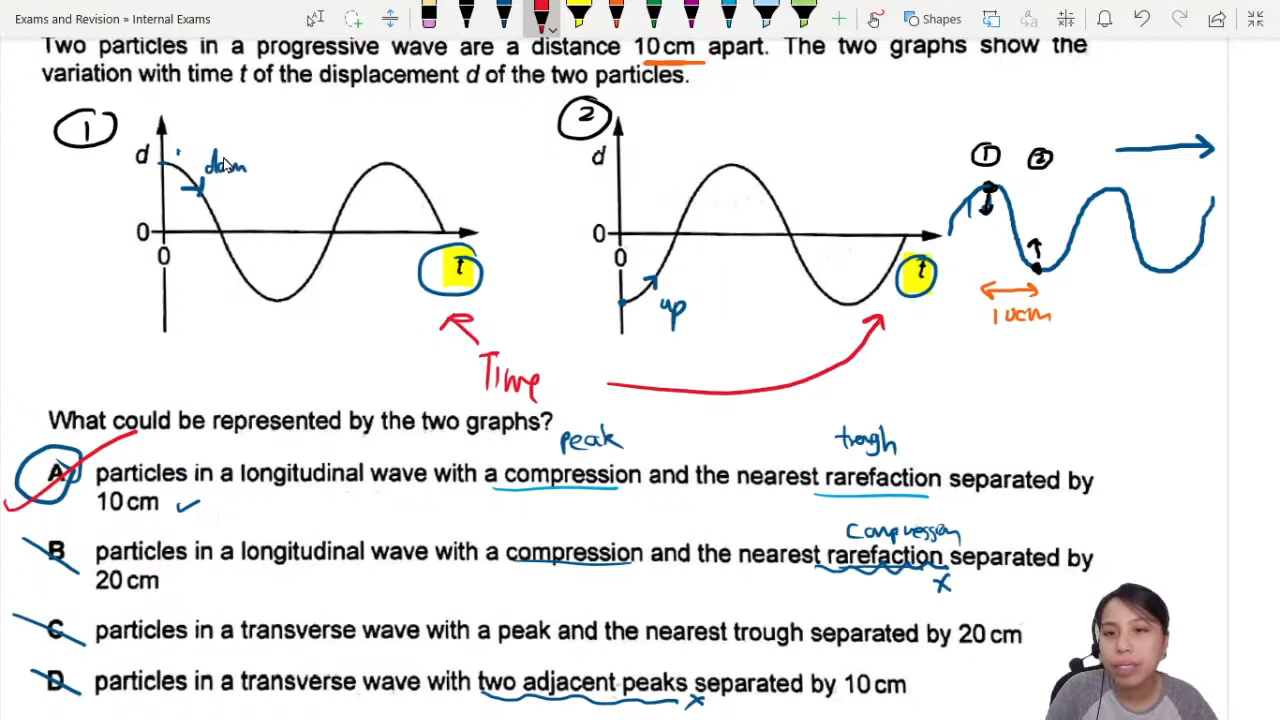 Exams and Revision » Internal Exams
Shapes
Two particles in a progressive wave are a distance 10 cm apart. The two graphs show the
variation with time t of the displacement d of the two particles.
1
2
d
down
0
0
t
d
0
0
up
t
1
2
10cm
Time
What could be represented by the two graphs?
peak
trough
A particles in a longitudinal wave with a compression and the nearest rarefaction separated by
10 cm ✓
compression
B particles in a longitudinal wave with a compression and the nearest rarefaction separated by
20 cm
x
C particles in a transverse wave with a peak and the nearest trough separated by 20 cm
D particles in a transverse wave with two adjacent peaks separated by 10 cm
x